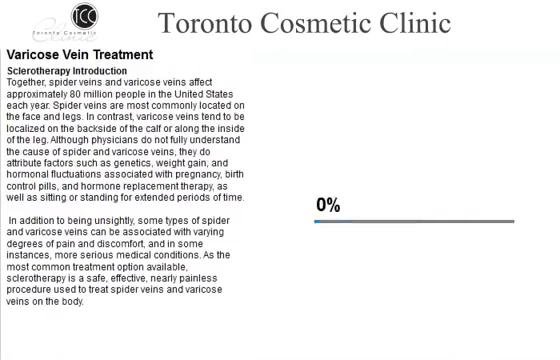 TCC
Toronto Cosmetic
Clinic
Toronto Cosmetic Clinic
Varicose Vein Treatment
Sclerotherapy Introduction
Together, spider veins and varicose veins affect
approximately 80 million people in the United States
each year. Spider veins are most commonly located on
the face and legs. In contrast, varicose veins tend to be
localized on the backside of the calf or along the inside
of the leg. Although physicians do not fully understand
the cause of spider and varicose veins, they do
attribute factors such as genetics, weight gain, and
hormonal fluctuations associated with pregnancy, birth
control pills, and hormone replacement therapy, as
well as sitting or standing for extended periods of time.
In addition to being unsightly, some types of spider
and varicose veins can be associated with varying
degrees of pain and discomfort, and in some
instances, more serious medical conditions. As the
most common treatment option available,
sclerotherapy is a safe, effective, nearly painless
procedure used to treat spider veins and varicose
veins on the body.
0%